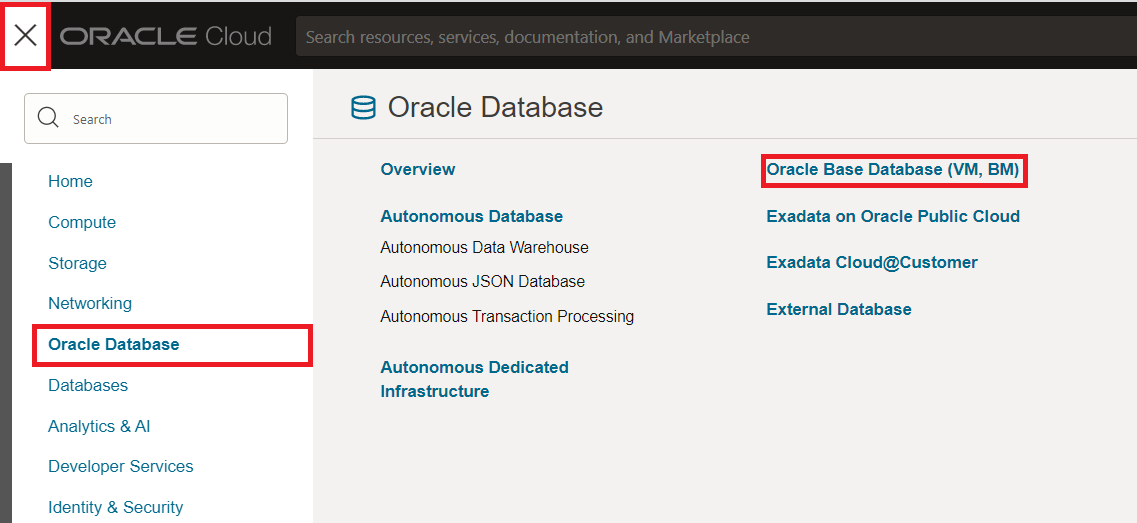 ORACLE Cloud
Search resources, services, documentation, and Marketplace
Search
Home
Compute
Storage
Networking
Oracle Database
Databases
Analytics & AI
Developer Services
Identity & Security
Oracle Database
Overview
Autonomous Database
Autonomous Data Warehouse
Autonomous JSON Database
Autonomous Transaction Processing
Autonomous Dedicated
Infrastructure
Oracle Base Database (VM, BM)
Exadata on Oracle Public Cloud
Exadata Cloud@Customer
External Database